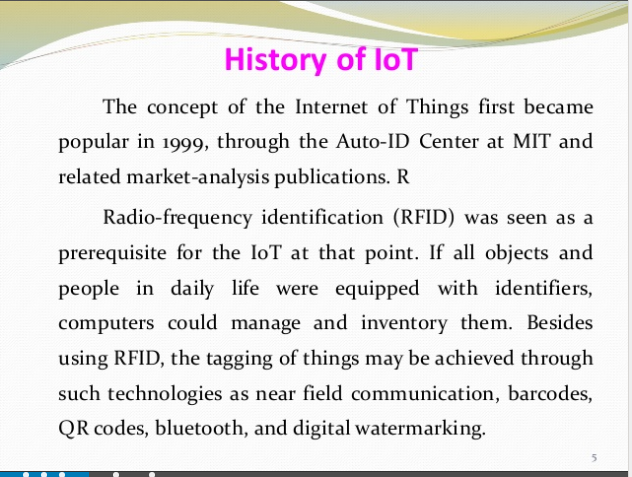 History of IoT
The concept of the Internet of Things first became
popular in 1999, through the Auto-ID Center at MIT and
related market-analysis publications. R
Radio-frequency identification (RFID) was seen as a
prerequisite for the IoT at that point. If all objects and
people in daily life were equipped with identifiers,
computers could manage and inventory them. Besides
using RFID, the tagging of things may be achieved through
such technologies as near field communication, barcodes,
QR codes, bluetooth, and digital watermarking.
5